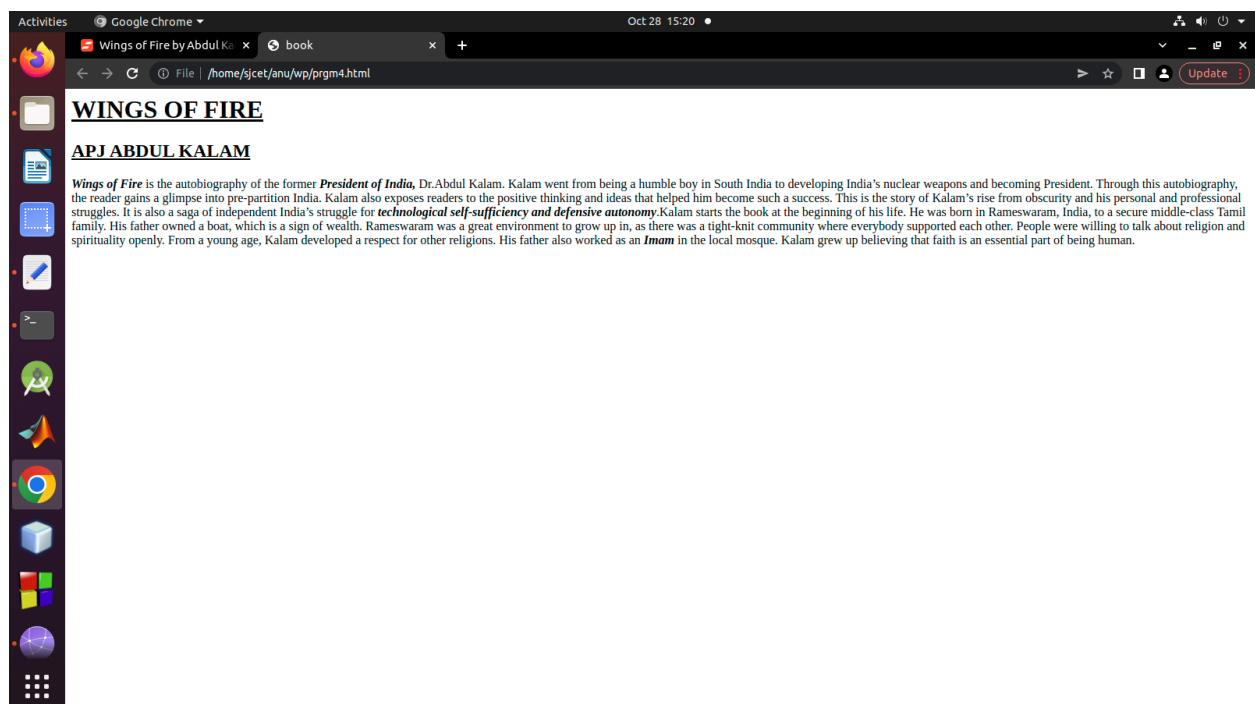 Activities Google Chrome Oct 28 15:20
Wings of Fire by Abdul Ka book
File /home/sjcet/anu/wp/prgm4.html Update
WINGS OF FIRE
APJ ABDUL KALAM
Wings of Fire is the autobiography of the former President of India, Dr.Abdul Kalam. Kalam went from being a humble boy in South India to developing India’s nuclear weapons and becoming President. Through this autobiography,
the reader gains a glimpse into pre-partition India. Kalam also exposes readers to the positive thinking and ideas that helped him become such a success. This is the story of Kalam’s rise from obscurity and his personal and professional
struggles. It is also a saga of independent India’s struggle for technological self-sufficiency and defensive autonomy.Kalam starts the book at the beginning of his life. He was born in Rameswaram, India, to a secure middle-class Tamil
family. His father owned a boat, which is a sign of wealth. Rameswaram was a great environment to grow up in, as there was a tight-knit community where everybody supported each other. People were willing to talk about religion and
spirituality openly. From a young age, Kalam developed a respect for other religions. His father also worked as an Imam in the local mosque. Kalam grew up believing that faith is an essential part of being human.